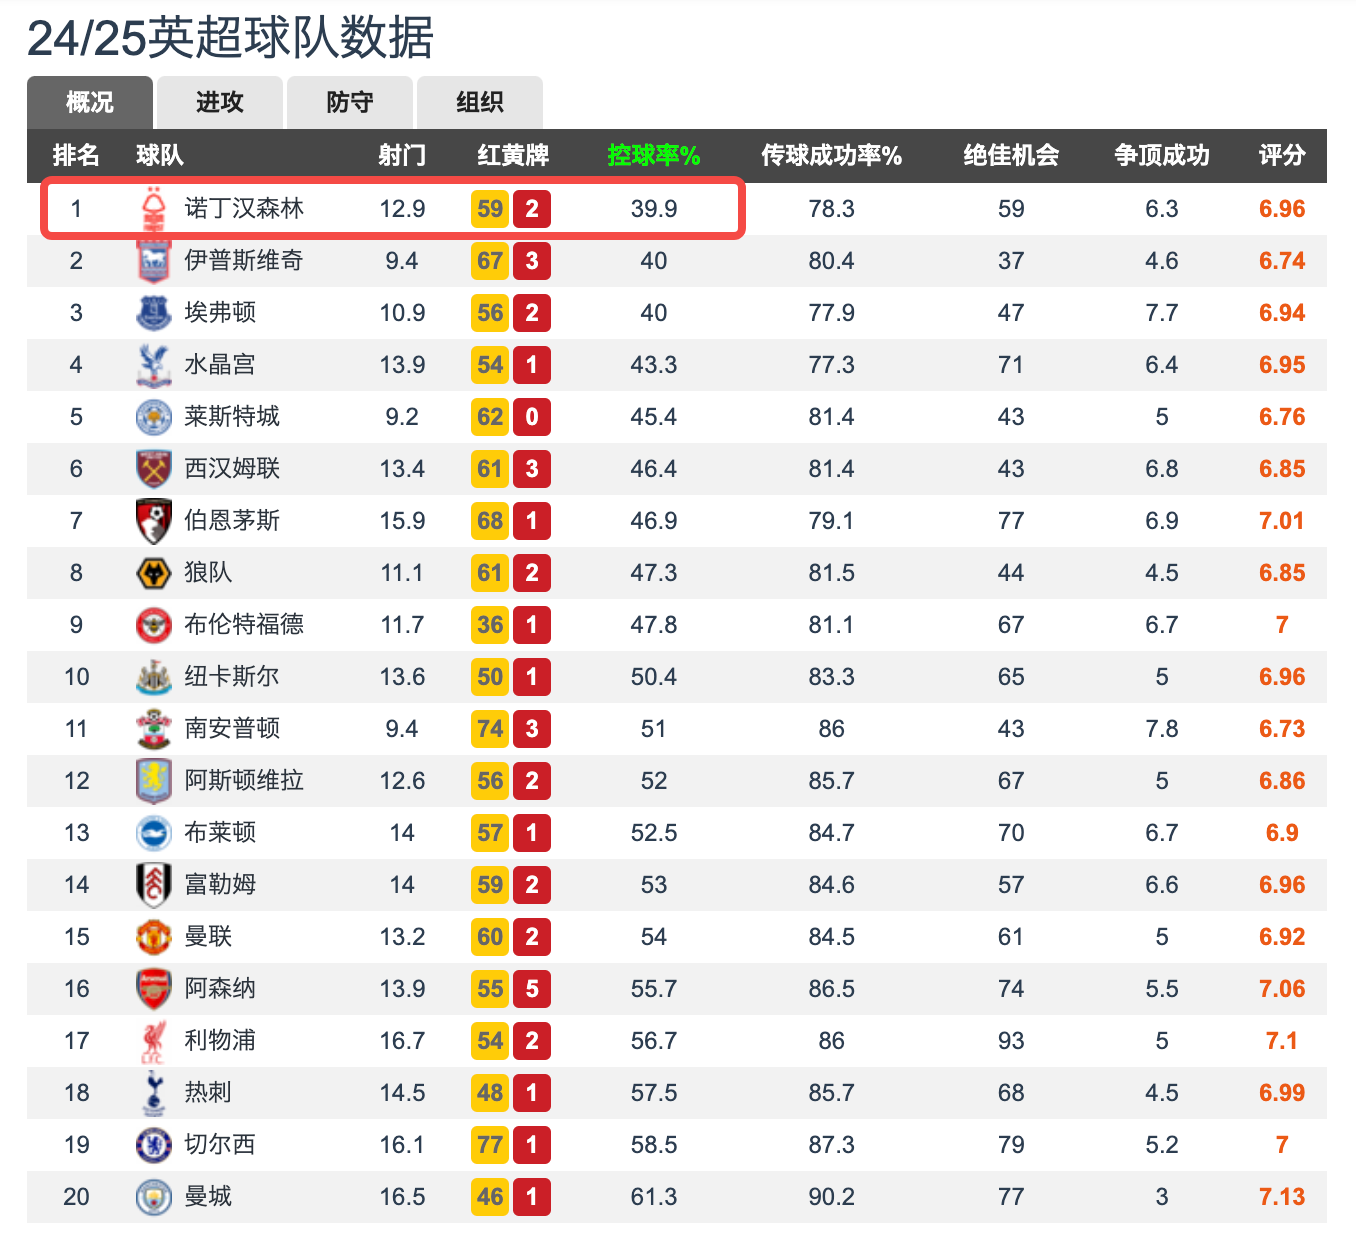 24/25英超球队数据
概况 进攻 防守 组织
排名 球队 射门 红黄牌 控球率% 传球成功率% 绝佳机会 争顶成功 评分
1 诺丁汉森林 12.9 59 2 39.9 78.3 59 6.3 6.96
2 伊普斯维奇 9.4 67 3 40 80.4 37 4.6 6.74
3 埃弗顿 10.9 56 2 40 77.9 47 7.7 6.94
4 水晶宫 13.9 54 1 43.3 77.3 71 6.4 6.95
5 莱斯特城 9.2 62 0 45.4 81.4 43 5 6.76
6 西汉姆联 13.4 61 3 46.4 81.4 43 6.8 6.85
7 伯恩茅斯 15.9 68 1 46.9 79.1 77 6.9 7.01
8 狼队 11.1 61 2 47.3 81.5 44 4.5 6.85
9 布伦特福德 11.7 36 1 47.8 81.1 67 6.7 7
10 纽卡斯尔 13.6 50 1 50.4 83.3 65 5 6.96
11 南安普顿 9.4 74 3 51 86 43 7.8 6.73
12 阿斯顿维拉 12.6 56 2 52 85.7 67 5 6.86
13 布莱顿 14 57 1 52.5 84.7 70 6.7 6.9
14 富勒姆 14 59 2 53 84.6 57 6.6 6.96
15 曼联 13.2 60 2 54 84.5 61 5 6.92
16 阿森纳 13.9 55 5 55.7 86.5 74 5.5 7.06
17 利物浦 16.7 54 2 56.7 86 93 5 7.1
18 热刺 14.5 48 1 57.5 85.7 68 4.5 6.99
19 切尔西 16.1 77 1 58.5 87.3 79 5.2 7
20 曼城 16.5 46 1 61.3 90.2 77 3 7.13